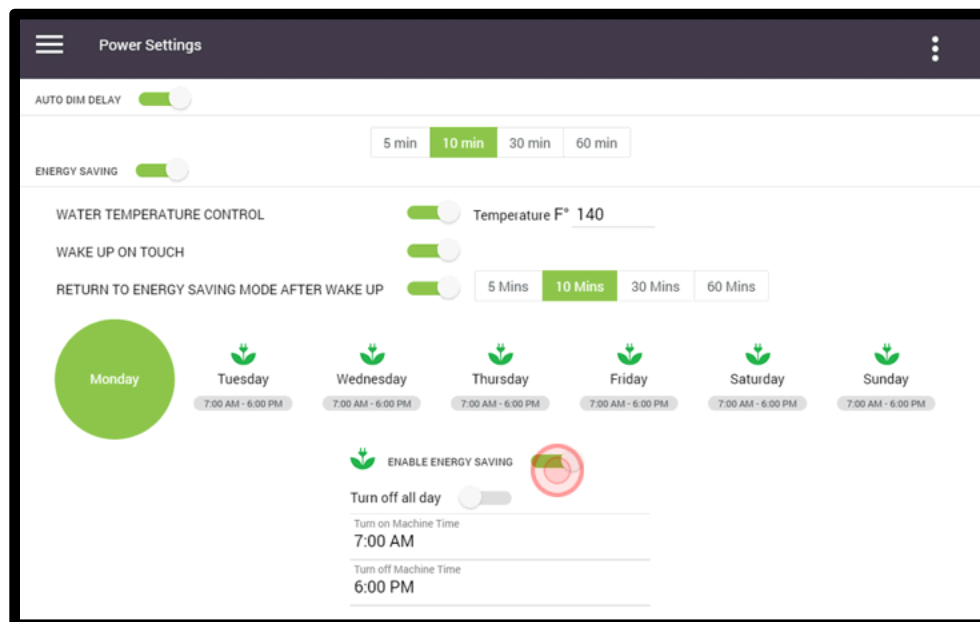 Power Settings
AUTO DIM DELAY
5 min 10 min 30 min 60 min
ENERGY SAVING
WATER TEMPERATURE CONTROL Temperature F° 140
WAKE UP ON TOUCH
RETURN TO ENERGY SAVING MODE AFTER WAKE UP 5 Mins 10 Mins 30 Mins 60 Mins
Monday Tuesday Wednesday Thursday Friday Saturday Sunday
7:00 AM - 6:00 PM 7:00 AM - 6:00 PM 7:00 AM - 6:00 PM 7:00 AM - 6:00 PM 7:00 AM - 6:00 PM 7:00 AM - 6:00 PM
ENABLE ENERGY SAVING
Turn off all day
Turn on Machine Time
7:00 AM
Turn off Machine Time
6:00 PM